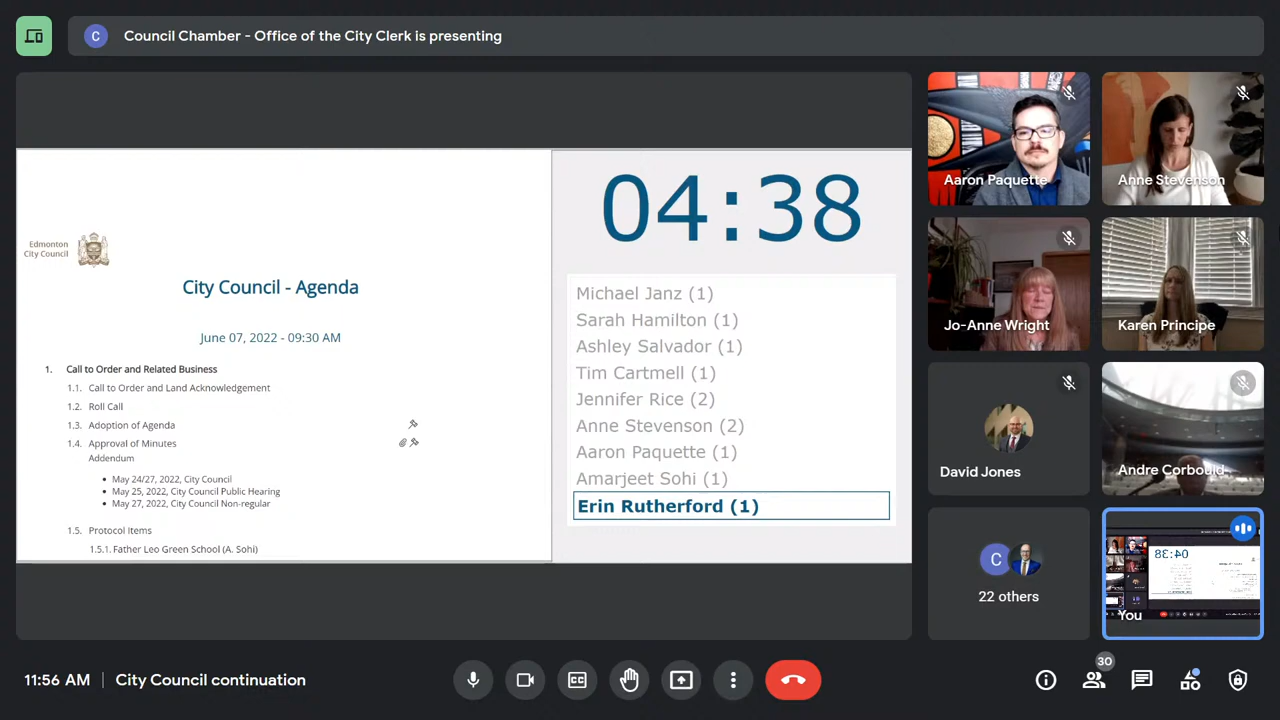 C Council Chamber - Office of the City Clerk is presenting
Edmonton
City Council
City Council - Agenda
June 07, 2022 - 09:30 AM
1. Call to Order and Related Business
1.1. Call to Order and Land Acknowledgement
1.2. Roll Call
1.3. Adoption of Agenda
1.4. Approval of Minutes
Addendum
• May 24/27, 2022, City Council
• May 25, 2022, City Council Public Hearing
• May 27, 2022, City Council Non-regular
1.5. Protocol Items
1.5.1. Father Leo Green School (A. Sohi)
04:38
Michael Janz (1)
Sarah Hamilton (1)
Ashley Salvador (1)
Tim Cartmell (1)
Jennifer Rice (2)
Anne Stevenson (2)
Aaron Paquette (1)
Amarjeet Sohi (1)
Erin Rutherford (1)
Aaron Paquette
Anne Stevenson
Jo-Anne Wright
Karen Principe
David Jones
Andre Corbould
C
22 others
04:38
You
11:56 AM City Council continuation
30